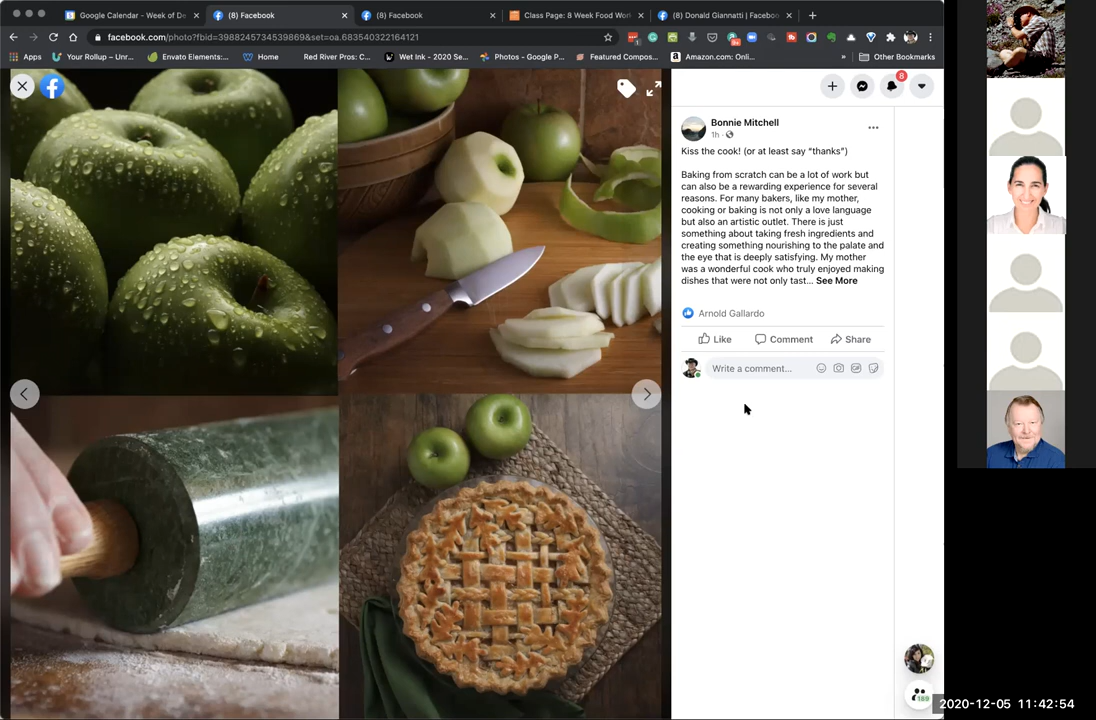 Google Calendar - Week of De
(8) Facebook
(8) Facebook
Class Page: 8 Week Food Wor
(8) Donald Giannatti | Facebook
facebook.com/photo?fbid=3988245734539869&set=oa.683540322164121
Apps
Your Rollup – Unr...
Envato Elements:...
Home
Red River Pros: C...
Wet Ink - 2020 Se...
Photos - Google P...
Featured Compos...
Amazon.com: Onli...
»
Other Bookmarks
8
Bonnie Mitchell
1h ·
Kiss the cook! (or at least say “thanks”)
Baking from scratch can be a lot of work but
can also be a rewarding experience for several
reasons. For many bakers, like my mother,
cooking or baking is not only a love language
but also an artistic outlet. There is just
something about taking fresh ingredients and
creating something nourishing to the palate and
the eye that is deeply satisfying. My mother
was a wonderful cook who truly enjoyed making
dishes that were not only tast... See More
Arnold Gallardo
Like
Comment
Share
Write a comment...
2020-12-05 11:42:54